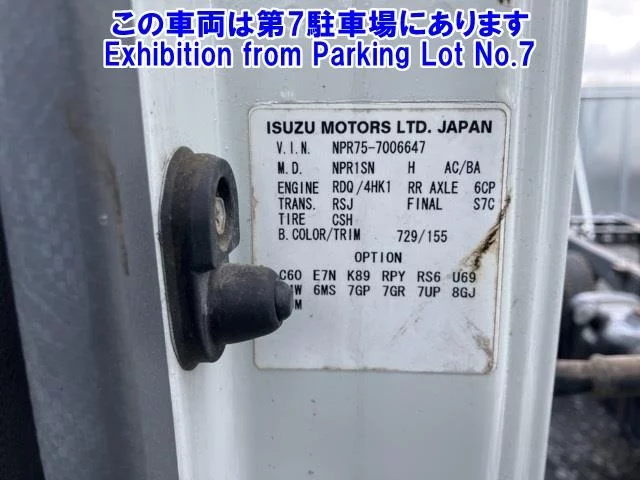 この車両は第7駐車場にあります
Exhibition from Parking Lot No.7
ISUZU MOTORS LTD. JAPAN
V.I.N. NPR75-7006647
M.D. NPR1SN H AC/BA
ENGINE RDQ/4HK1 RR AXLE 6CP
TRANS. RSJ FINAL S7C
TIRE CSH
B.COLOR/TRIM 729/155
OPTION
C60 E7N K89 RPY RS6 U69
6MS 7GP 7GR 7UP 8GJ